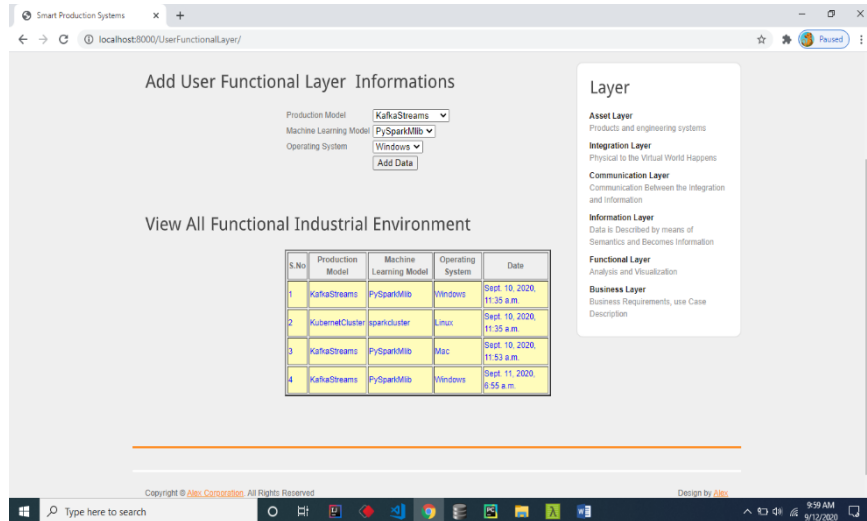 Smart Production Systems
localhost:8000/UserFunctionalLayer/
Paused
Add User Functional Layer Informations
Production Model KafkaStreams
Machine Learning Model PySparkMlib
Operating System Windows
Add Data
View All Functional Industrial Environment
S.No Production Model Machine Learning Model Operating System Date
1 KafkaStreams PySparkMlib Windows Sept. 10, 2020, 11:35 a.m.
2 KubernetCluster sparkcluster Linux Sept. 10, 2020, 11:35 a.m.
3 KafkaStreams PySparkMlib Mac Sept. 10, 2020, 11:53 a.m.
4 KafkaStreams PySparkMlib Windows Sept. 11, 2020, 6:55 a.m.
Layer
Asset Layer
Products and engineering systems
Integration Layer
Physical to the Virtual World Happens
Communication Layer
Communication Between the Integration
and Information
Information Layer
Data is Described by means of
Semantics and Becomes Information
Functional Layer
Analysis and Visualization
Business Layer
Business Requirements, use Case
Description
Copyright © Alex Corporation. All Rights Reserved
Design by Alex
Type here to search
9:59 AM
9/12/2020